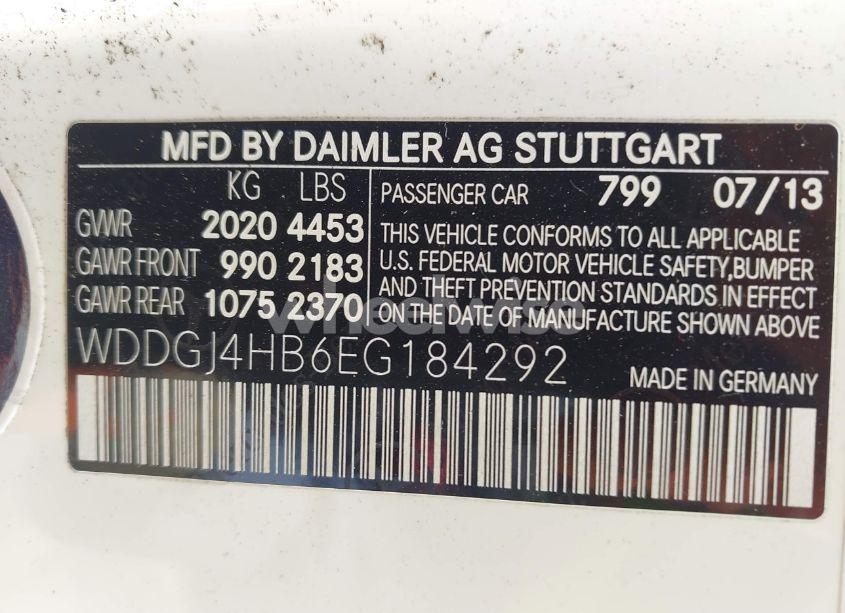 MFD BY DAIMLER AG STUTTGART
KG LBS
GVWR 2020 4453
GAWR FRONT 990 2183
GAWR REAR 1075 2370
PASSENGER CAR 799 07/13
THIS VEHICLE CONFORMS TO ALL APPLICABLE
U.S. FEDERAL MOTOR VEHICLE SAFETY,BUMPER
AND THEFT PREVENTION STANDARDS IN EFFECT
ON THE DATE OF MANUFACTURE SHOWN ABOVE
wheelwise
WDDGJ4HB6EG184292
MADE IN GERMANY